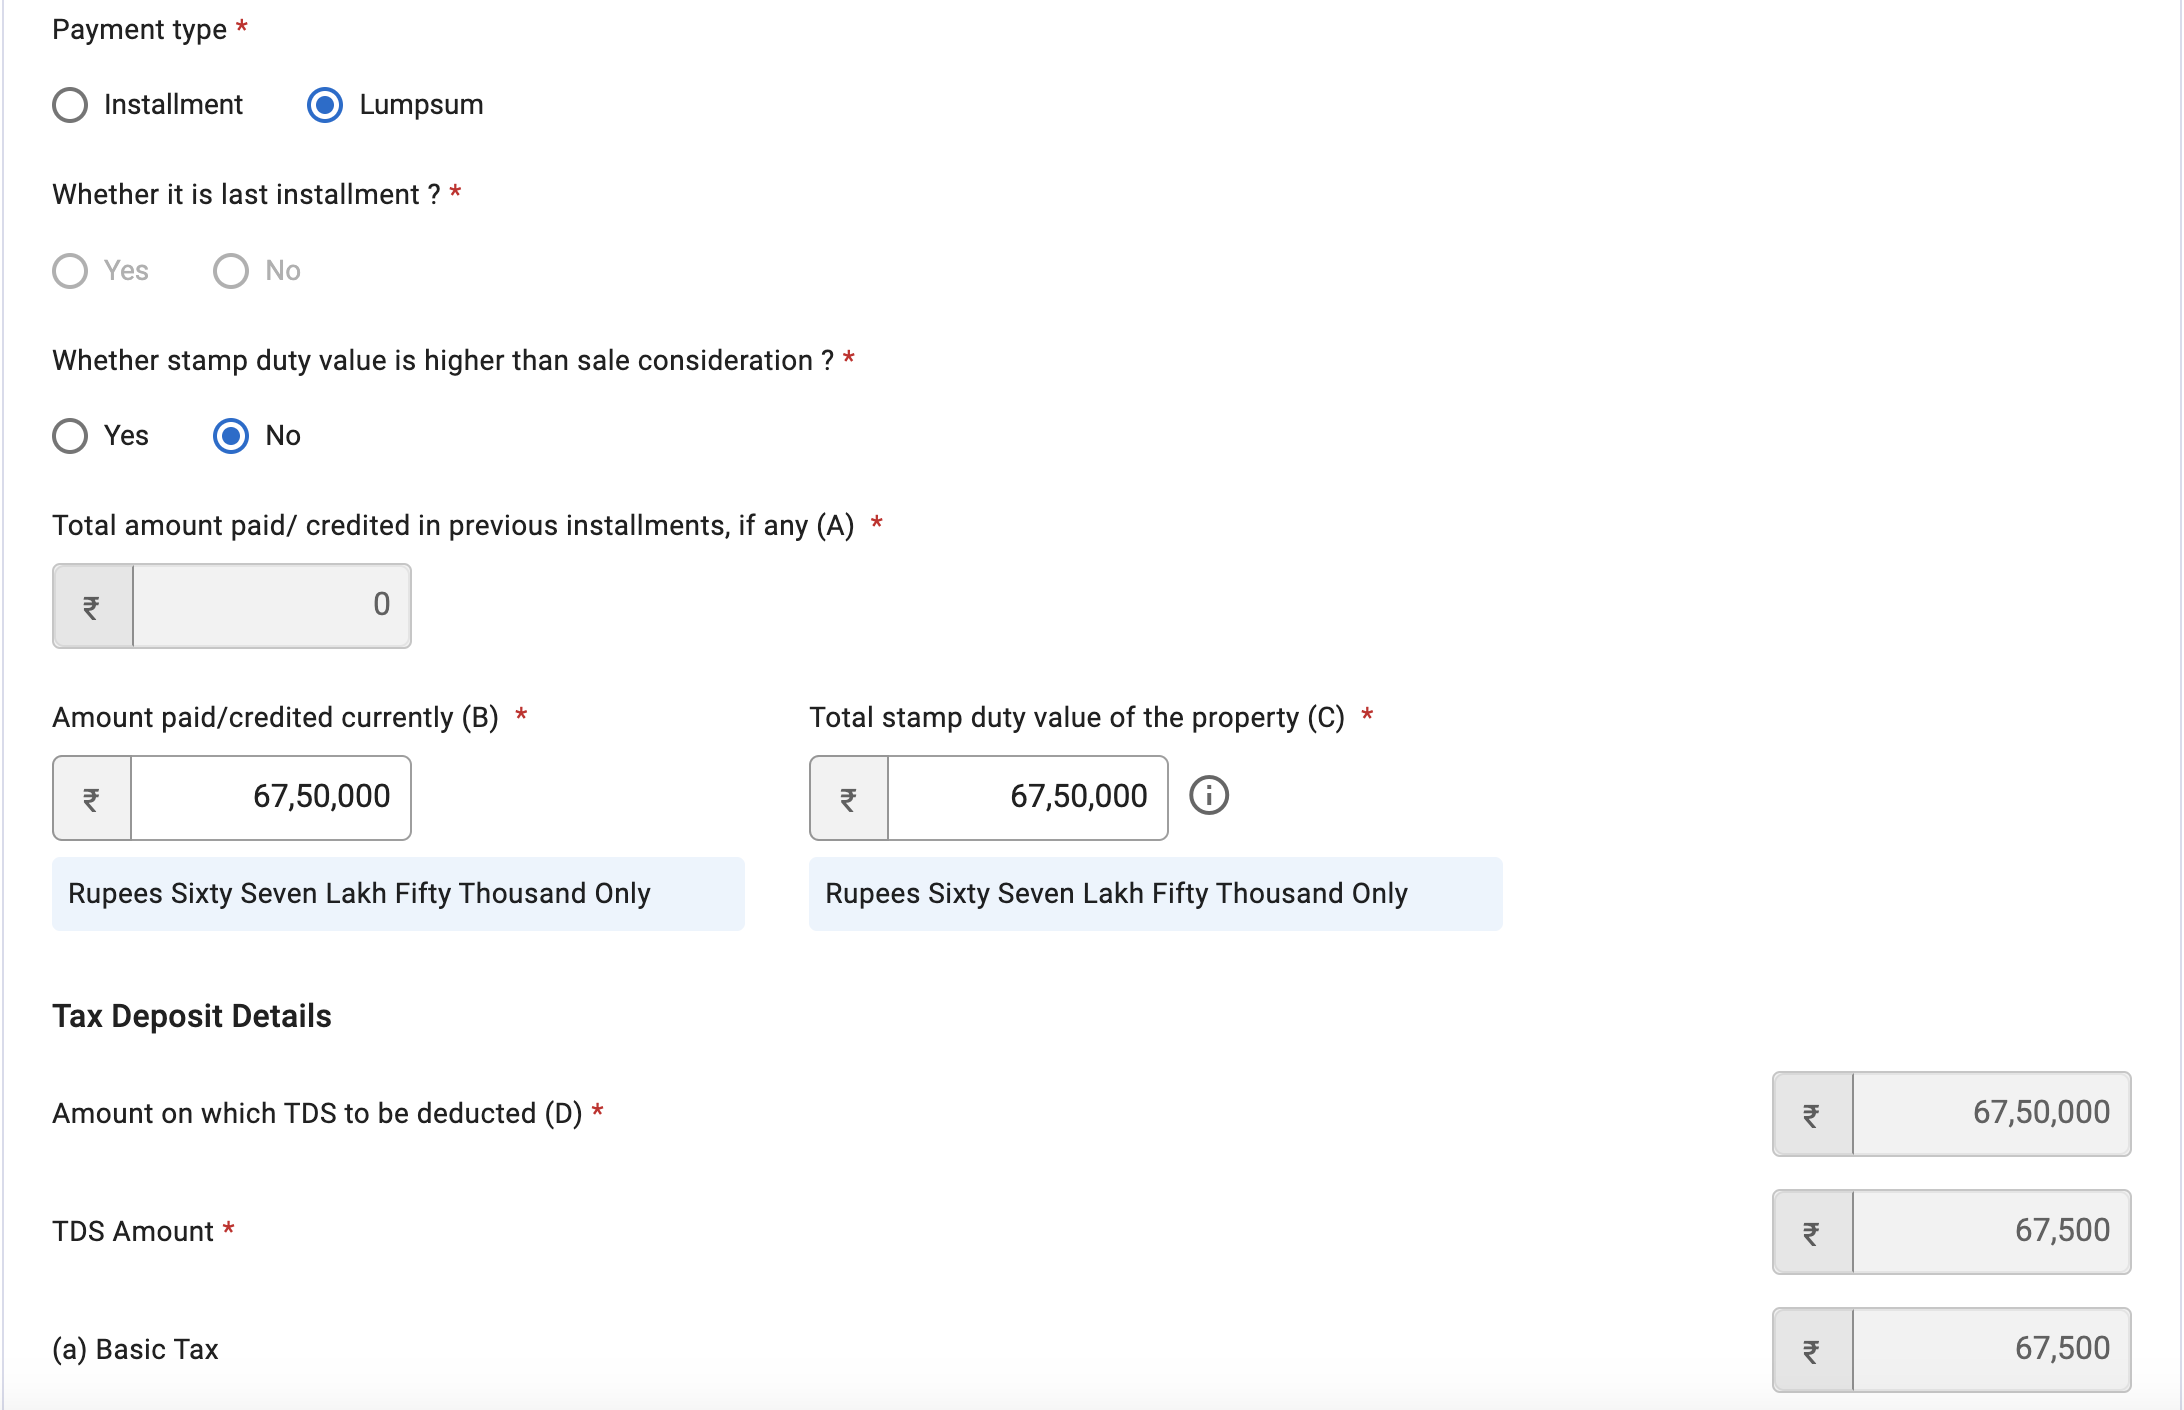 Payment type *
Installment Lumpsum
Whether it is last installment ? *
Yes No
Whether stamp duty value is higher than sale consideration ? *
Yes No
Total amount paid/ credited in previous installments, if any (A) *
₹ 0
Amount paid/credited currently (B) * Total stamp duty value of the property (C) *
₹ 67,50,000 ₹ 67,50,000 i
Rupees Sixty Seven Lakh Fifty Thousand Only Rupees Sixty Seven Lakh Fifty Thousand Only
Tax Deposit Details
Amount on which TDS to be deducted (D) * ₹ 67,50,000
TDS Amount * ₹ 67,500
(a) Basic Tax ₹ 67,500